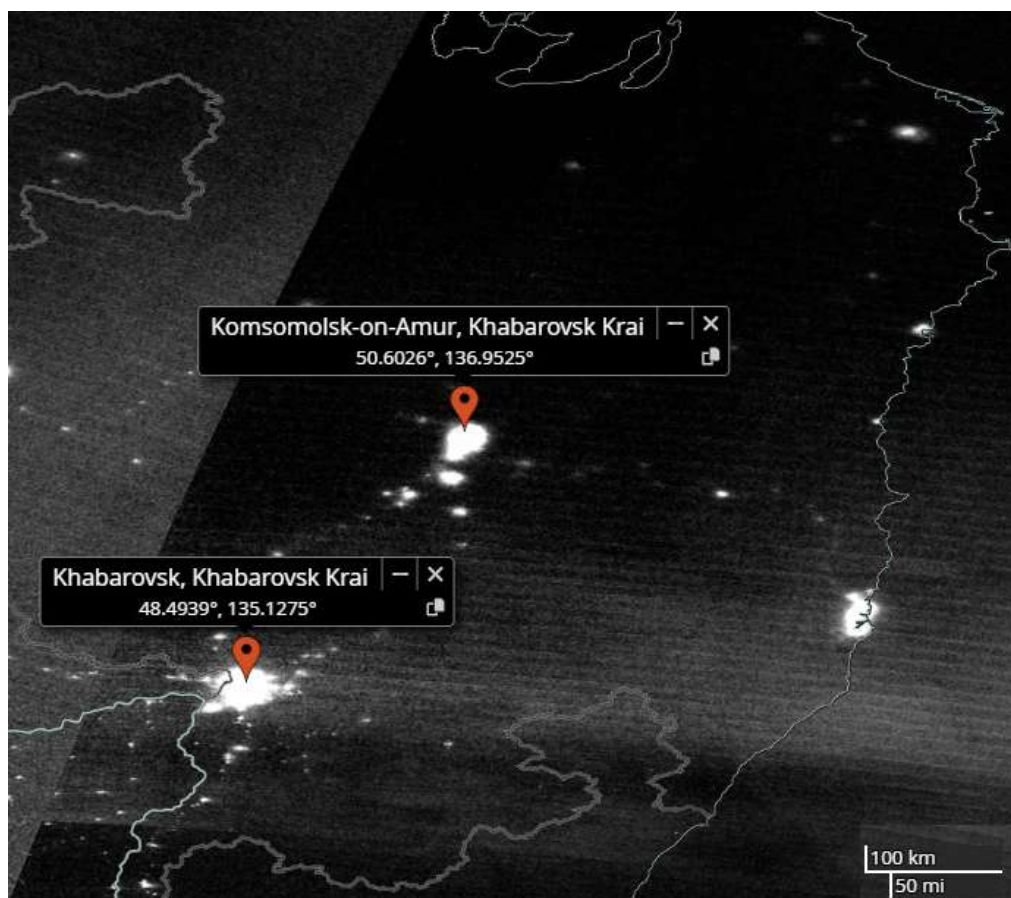 Komsomolsk-on-Amur, Khabarovsk Krai
50.6026°, 136.9525°
Khabarovsk, Khabarovsk Krai
48.4939°, 135.1275°
100 km
50 mi